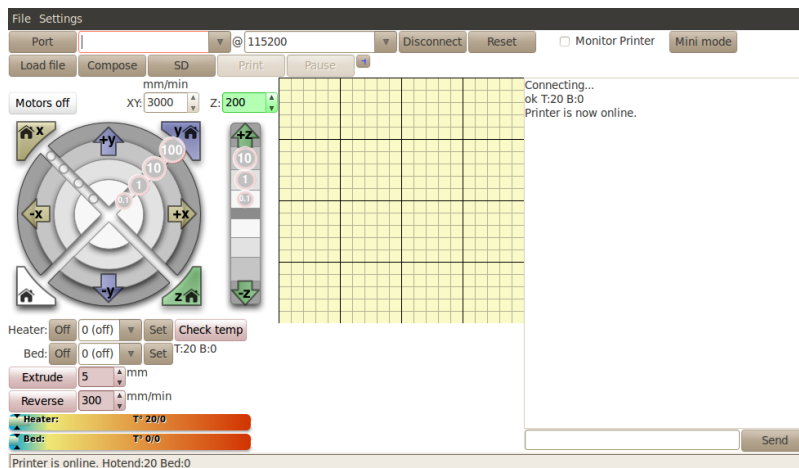 File Settings
Port @ 115200 Disconnect Reset Monitor Printer Mini mode
Load file Compose SD Print Pause
mm/min
Motors off XY: 3000 Z: 200
x +y y 100 +z
10 10
1 1
0.1 0.1
-x +x
-y z -z
Heater: Off 0 (off) Set Check temp
Bed: Off 0 (off) Set T:20 B:0
Extrude 5 mm
Reverse 300 mm/min
Heater: T° 20/0
Bed: T° 0/0
Connecting...
ok T:20 B:0
Printer is now online.
Send
Printer is online. Hotend:20 Bed:0